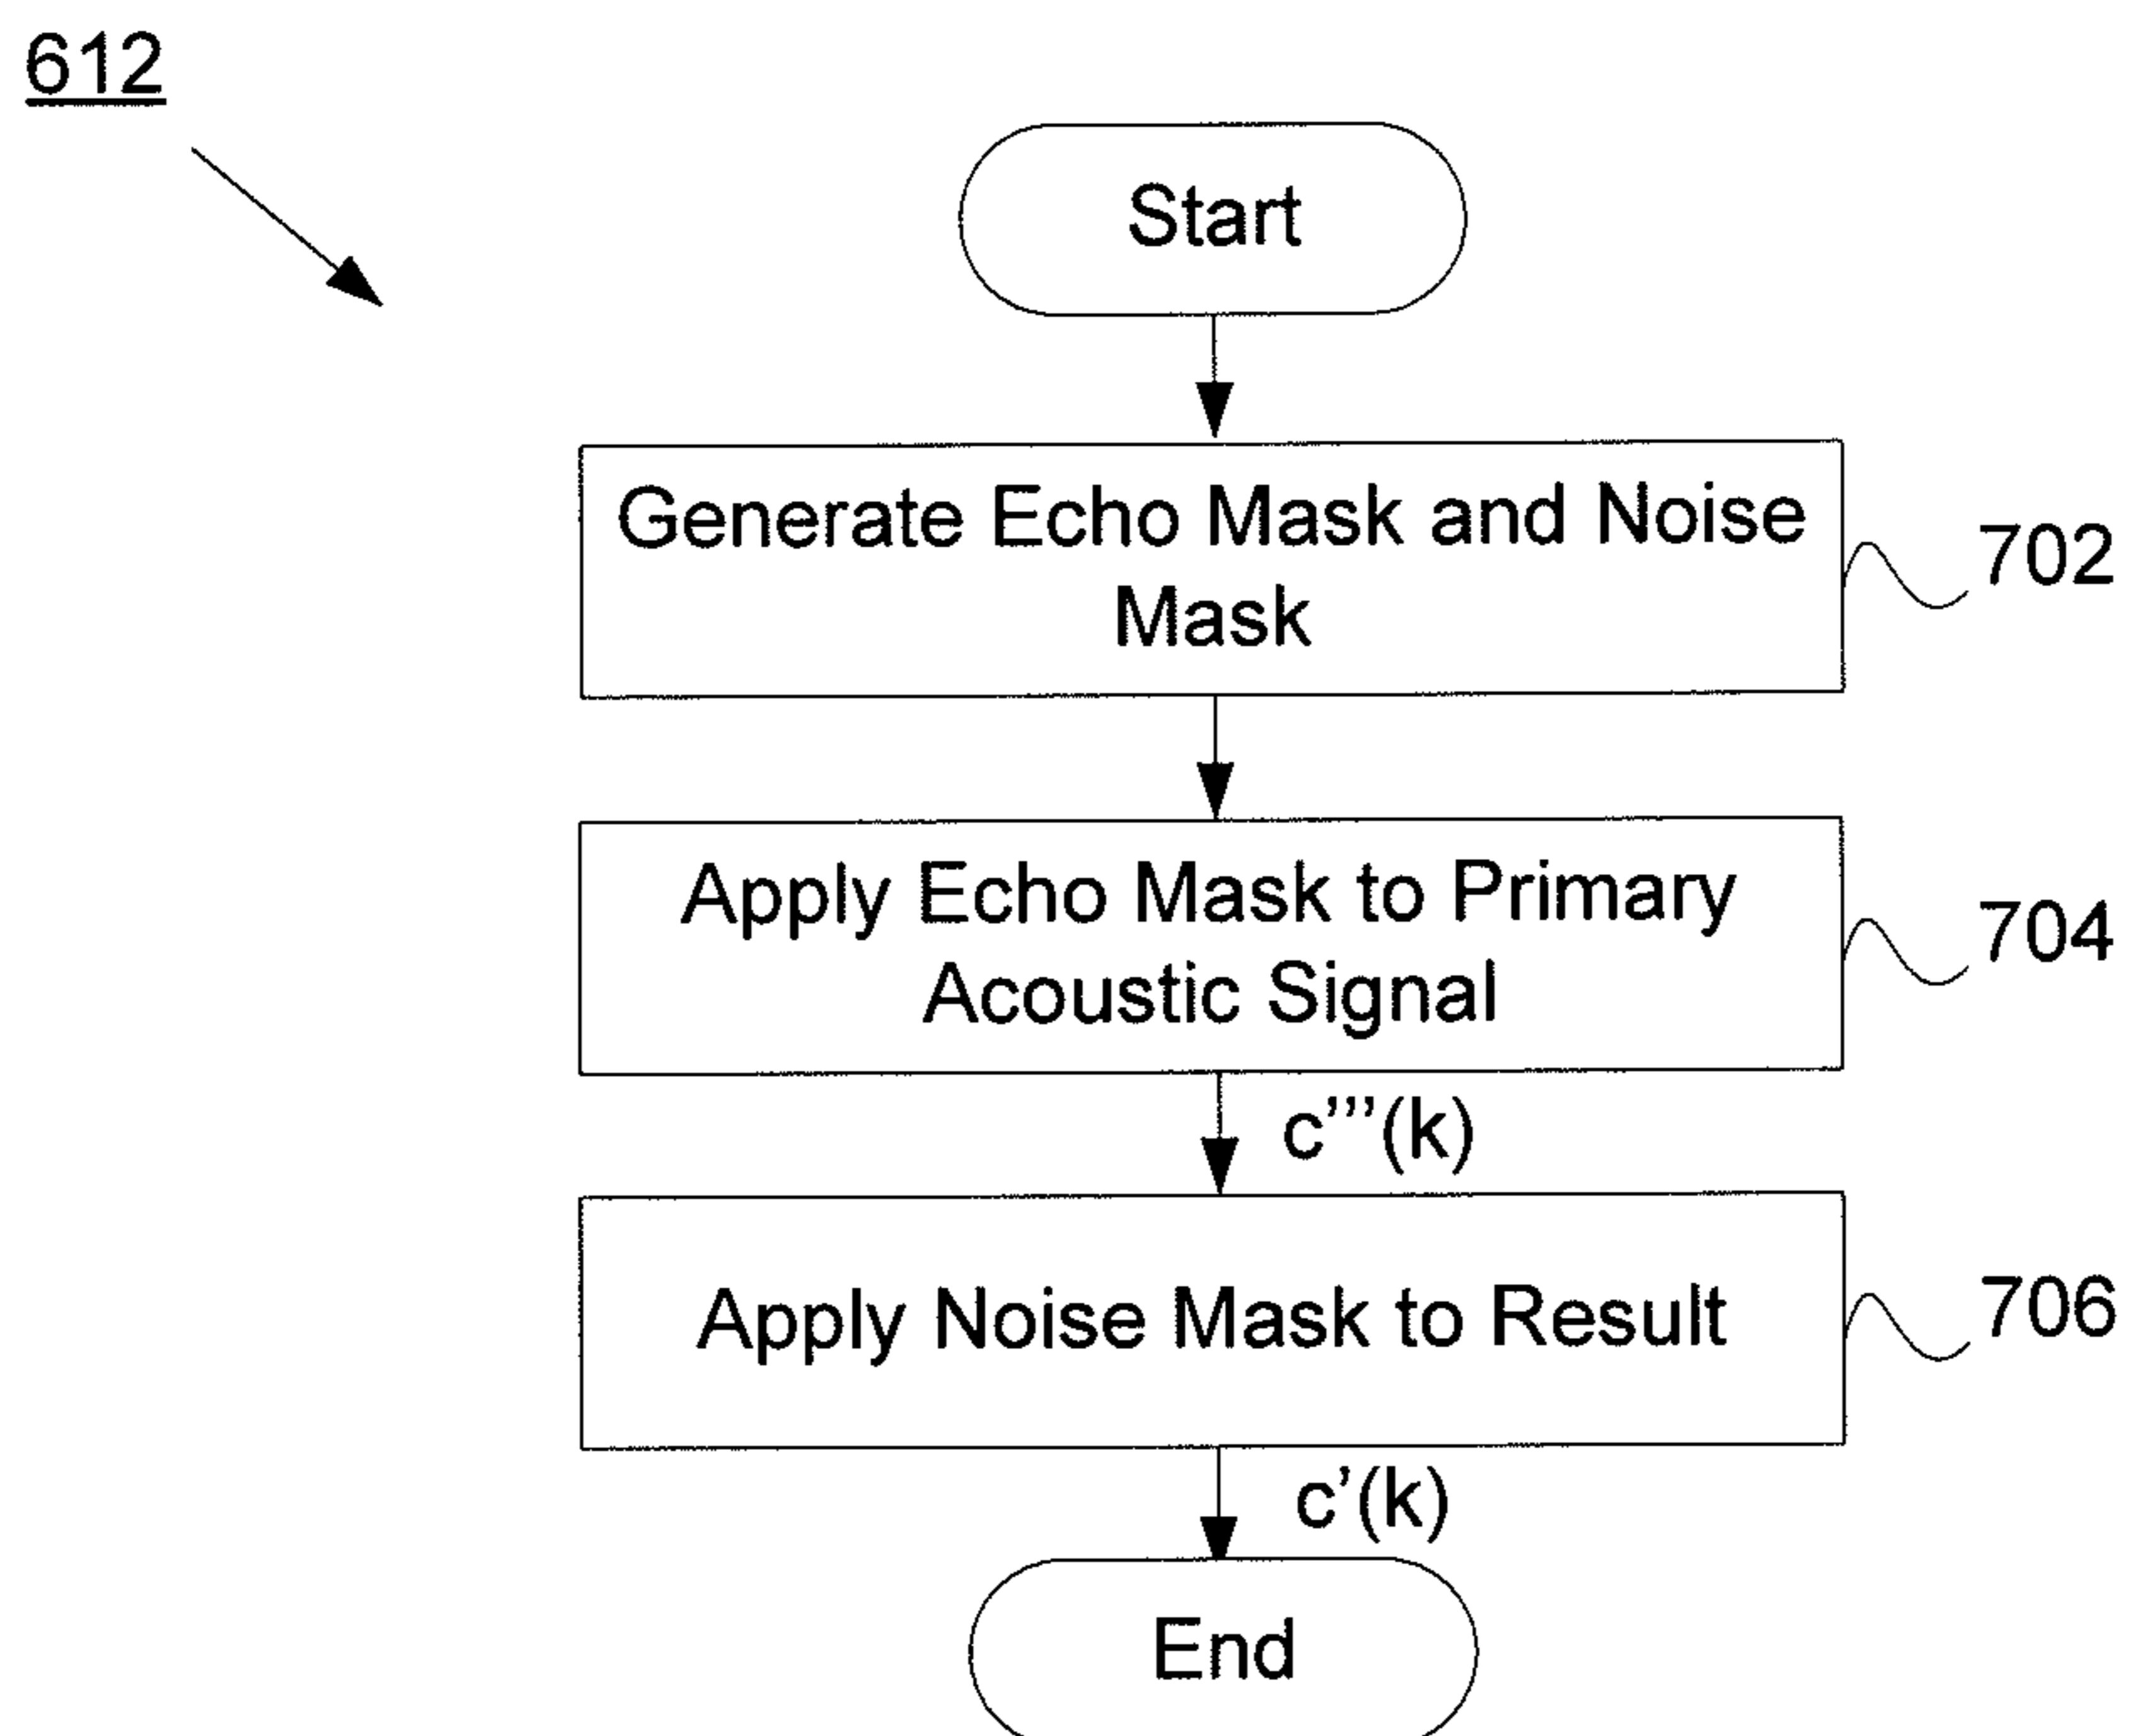 612
Start
Generate Echo Mask and Noise
Mask
702
Apply Echo Mask to Primary
Acoustic Signal
704
c’’’(k)
Apply Noise Mask to Result
706
c’(k)
End